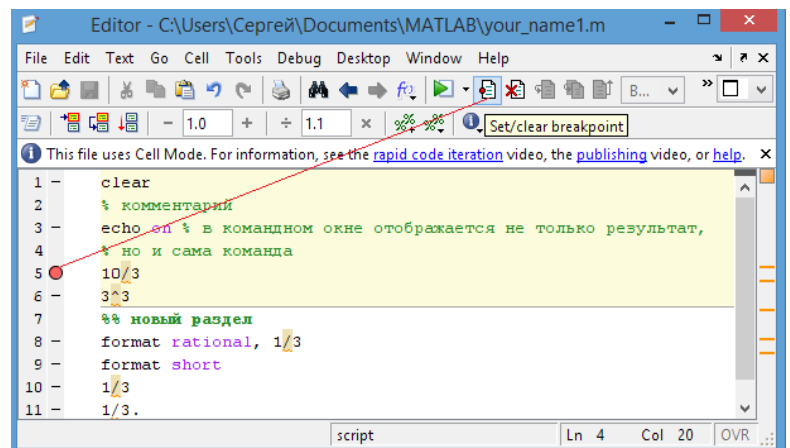 Editor - C:\Users\Сергей\Documents\MATLAB\your_name1.m
File Edit Text Go Cell Tools Debug Desktop Window Help
B...
1.0 + ÷ 1.1 ×
Set/clear breakpoint
This file uses Cell Mode. For information, see the rapid code iteration video, the publishing video, or help.
1 — clear
2 % комментарий
3 — echo on % в командном окне отображается не только результат,
4 % но и сама команда
5 10/3
6 — 3^3
7 %% новый раздел
8 — format rational, 1/3
9 — format short
10 — 1/3
11 — 1/3.
script Ln 4 Col 20 OVR